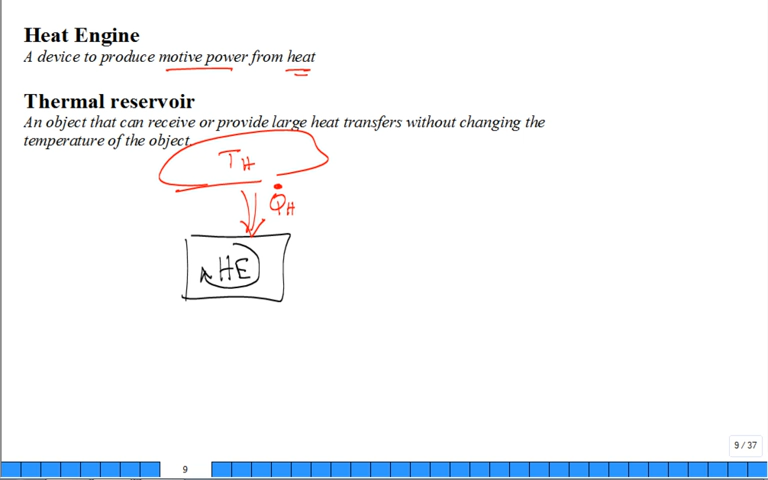 Heat Engine
A device to produce motive power from heat
Thermal reservoir
An object that can receive or provide large heat transfers without changing the
temperature of the object.
T_H
Q̇_H
HE
9 / 37
9